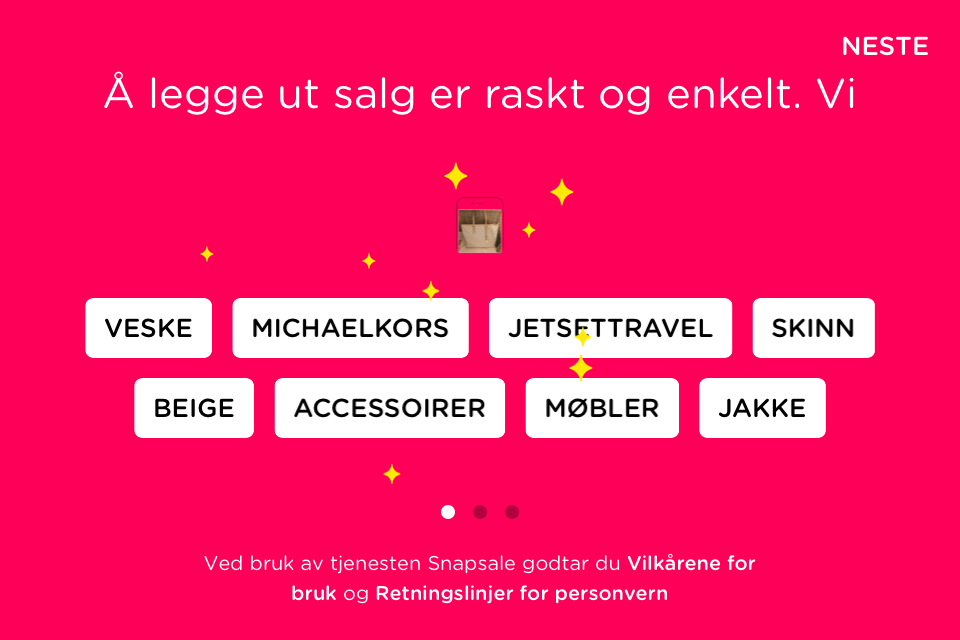 NESTE
Å legge ut salg er raskt og enkelt. Vi
VESKE MICHAELKORS JETSETTRAVEL SKINN
BEIGE ACCESSOIRER MØBLER JAKKE
Ved bruk av tjenesten Snapsale godtar du Vilkårene for
bruk og Retningslinjer for personvern